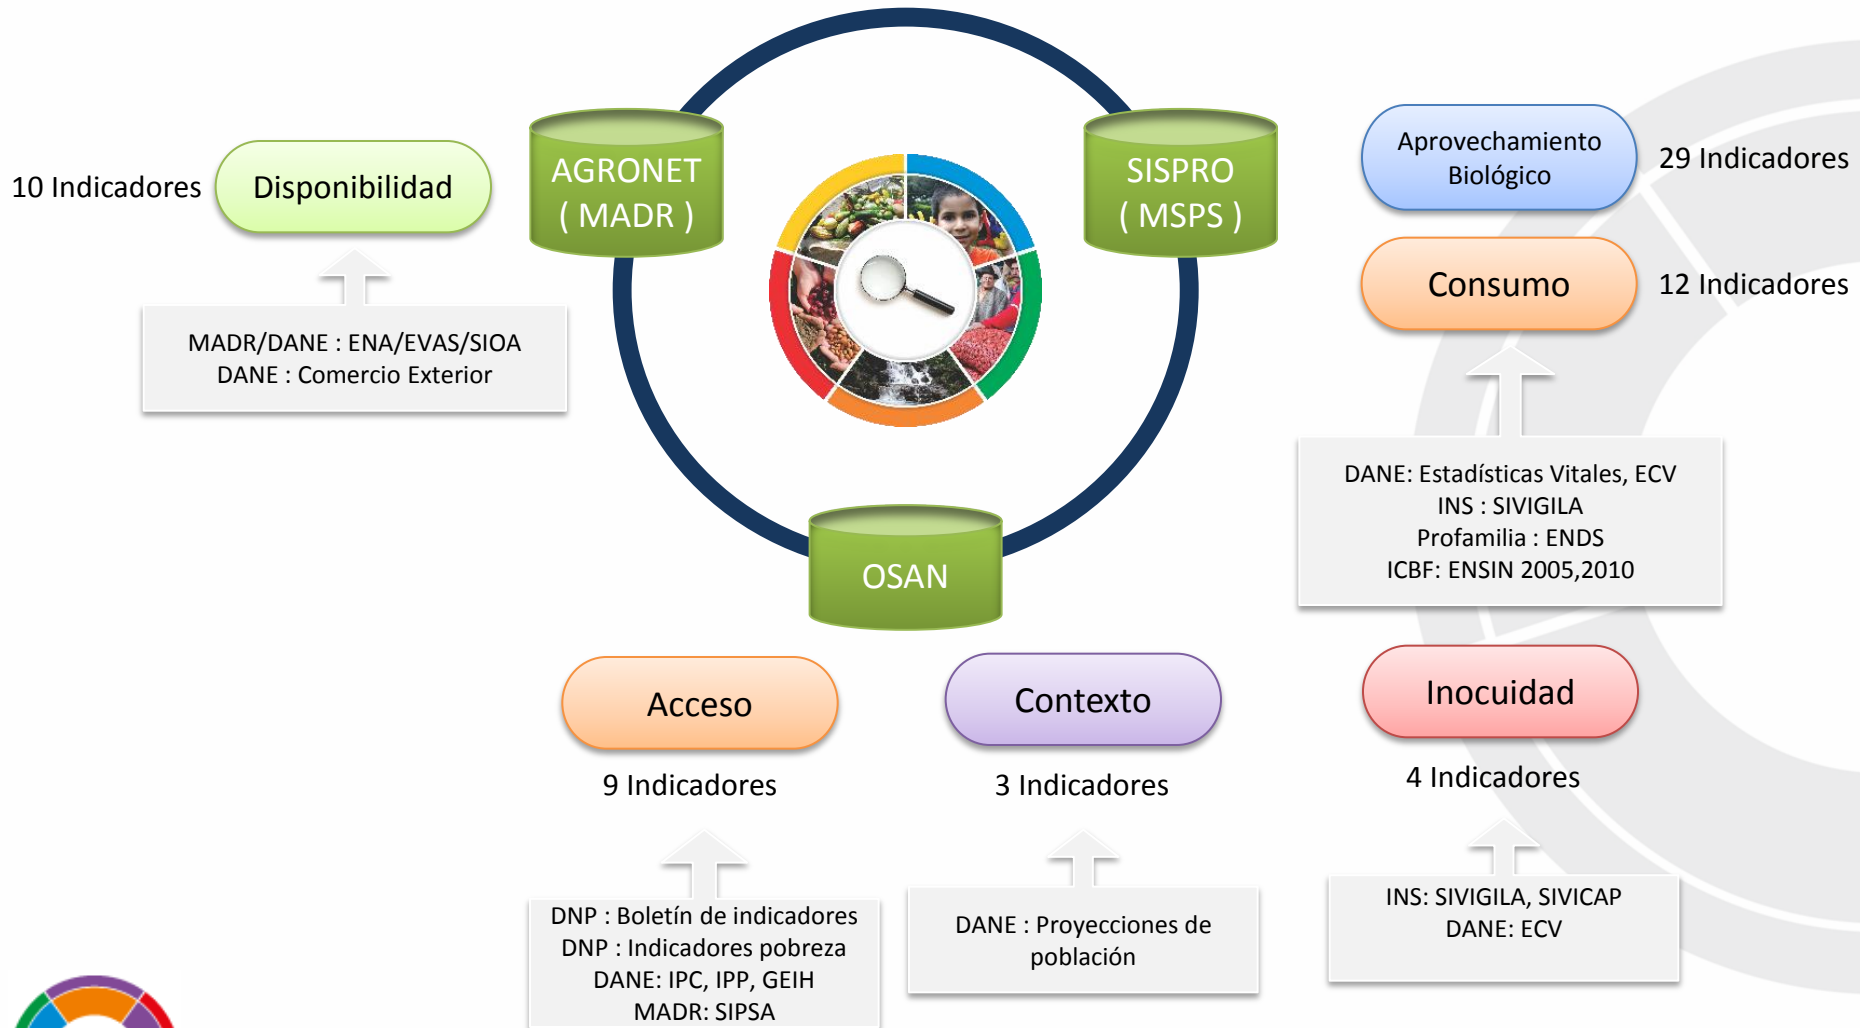 10 Indicadores
Disponibilidad
MADR/DANE : ENA/EVAS/SIOA
DANE : Comercio Exterior
AGRONET
( MADR )
SISPRO
( MSPS )
OSAN
Aprovechamiento
Biológico
29 Indicadores
Consumo
12 Indicadores
DANE: Estadísticas Vitales, ECV
INS : SIVIGILA
Profamilia : ENDS
ICBF: ENSIN 2005,2010
Acceso
9 Indicadores
DNP : Boletín de indicadores
DNP : Indicadores pobreza
DANE: IPC, IPP, GEIH
MADR: SIPSA
Contexto
3 Indicadores
DANE : Proyecciones de
población
Inocuidad
4 Indicadores
INS: SIVIGILA, SIVICAP
DANE: ECV